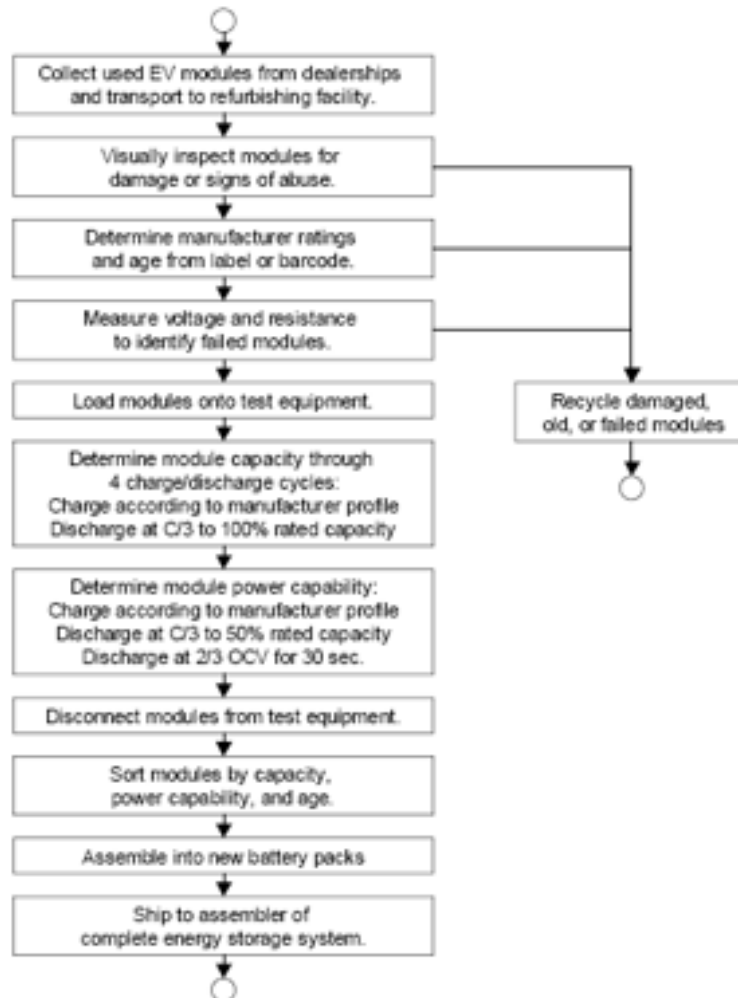 Collect used EV modules from dealerships
and transport to refurbishing facility.
Visually inspect modules for
damage or signs of abuse.
Determine manufacturer ratings
and age from label or barcode.
Measure voltage and resistance
to identify failed modules.
Load modules onto test equipment.
Recycle damaged,
old, or failed modules
Determine module capacity through
4 charge/discharge cycles:
Charge according to manufacturer profile
Discharge at C/3 to 100% rated capacity
Determine module power capability:
Charge according to manufacturer profile
Discharge at C/3 to 50% rated capacity
Discharge at 2/3 OCV for 30 sec.
Disconnect modules from test equipment.
Sort modules by capacity,
power capability, and age.
Assemble into new battery packs
Ship to assembler of
complete energy storage system.